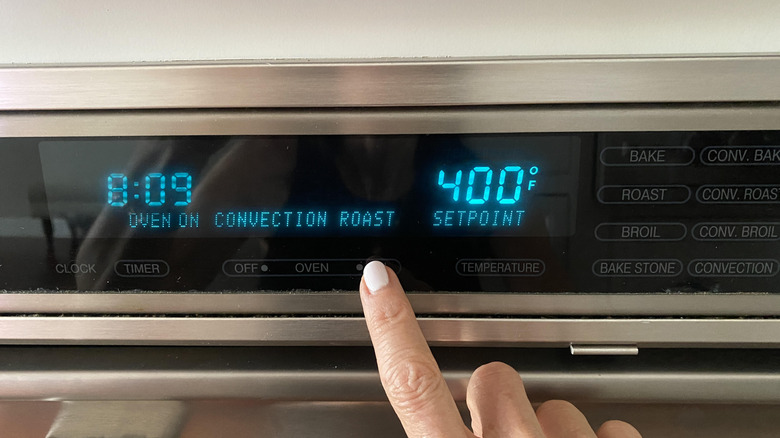 8:09 400°F
OVEN ON CONVECTION ROAST SETPOINT
CLOCK TIMER OFF OVEN TEMPERATURE
BAKE CONV. BAK
ROAST CONV. ROAS
BROIL CONV. BROIL
BAKE STONE CONVECTION